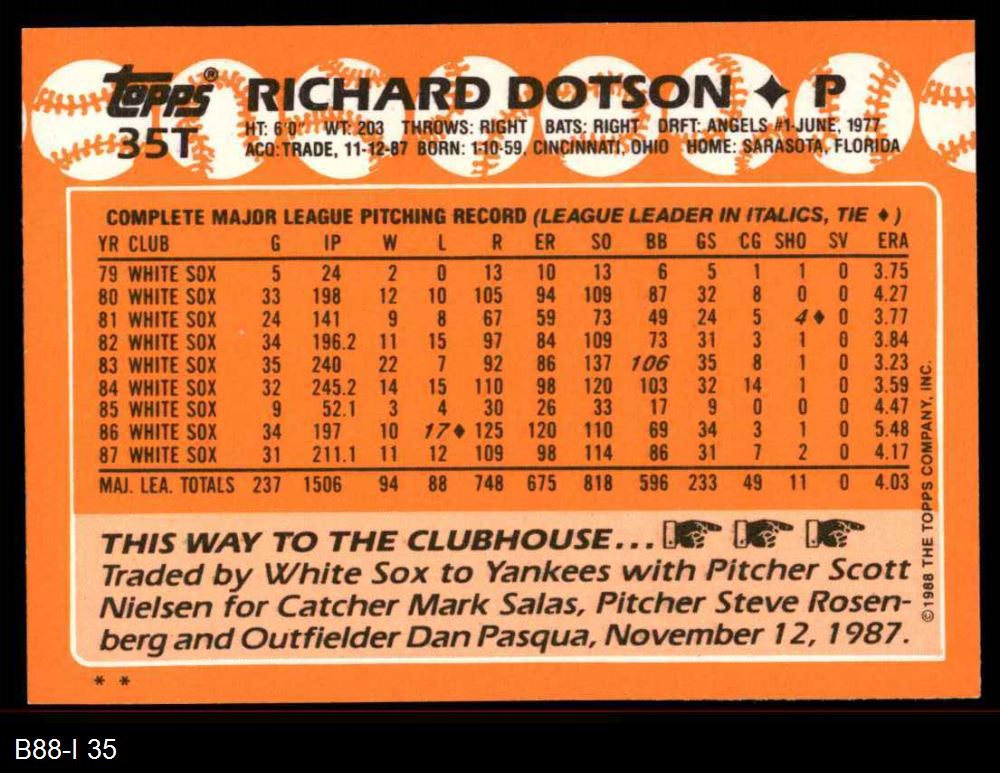 Topps® RICHARD DOTSON ♦ P
35T
HT: 6'0" WT: 203 THROWS: RIGHT BATS: RIGHT DRFT: ANGELS #1-JUNE, 1977
ACQ: TRADE, 11-12-87 BORN: 1-10-59, CINCINNATI, OHIO HOME: SARASOTA, FLORIDA
COMPLETE MAJOR LEAGUE PITCHING RECORD (LEAGUE LEADER IN ITALICS, TIE ♦)
YR CLUB G IP W L R ER SO BB GS CG SHO SV ERA
79 WHITE SOX 5 24 2 0 13 10 13 6 5 1 1 0 3.75
80 WHITE SOX 33 198 12 10 105 94 109 87 32 8 0 0 4.27
81 WHITE SOX 24 141 9 8 67 59 73 49 24 5 4♦ 0 3.77
82 WHITE SOX 34 196.2 11 15 97 84 109 73 31 3 1 0 3.84
83 WHITE SOX 35 240 22 7 92 86 137 106 35 8 1 0 3.23
84 WHITE SOX 32 245.2 14 15 110 98 120 103 32 14 1 0 3.59
85 WHITE SOX 9 52.1 3 4 30 26 33 17 9 0 0 0 4.47
86 WHITE SOX 34 197 10 17♦ 125 120 110 69 34 3 1 0 5.48
87 WHITE SOX 31 211.1 11 12 109 98 114 86 31 7 2 0 4.17
MAJ. LEA. TOTALS 237 1506 94 88 748 675 818 596 233 49 11 0 4.03
THIS WAY TO THE CLUBHOUSE...
Traded by White Sox to Yankees with Pitcher Scott
Nielsen for Catcher Mark Salas, Pitcher Steve Rosen-
berg and Outfielder Dan Pasqua, November 12, 1987.
©1988 THE TOPPS COMPANY, INC.
* *
B88-I 35